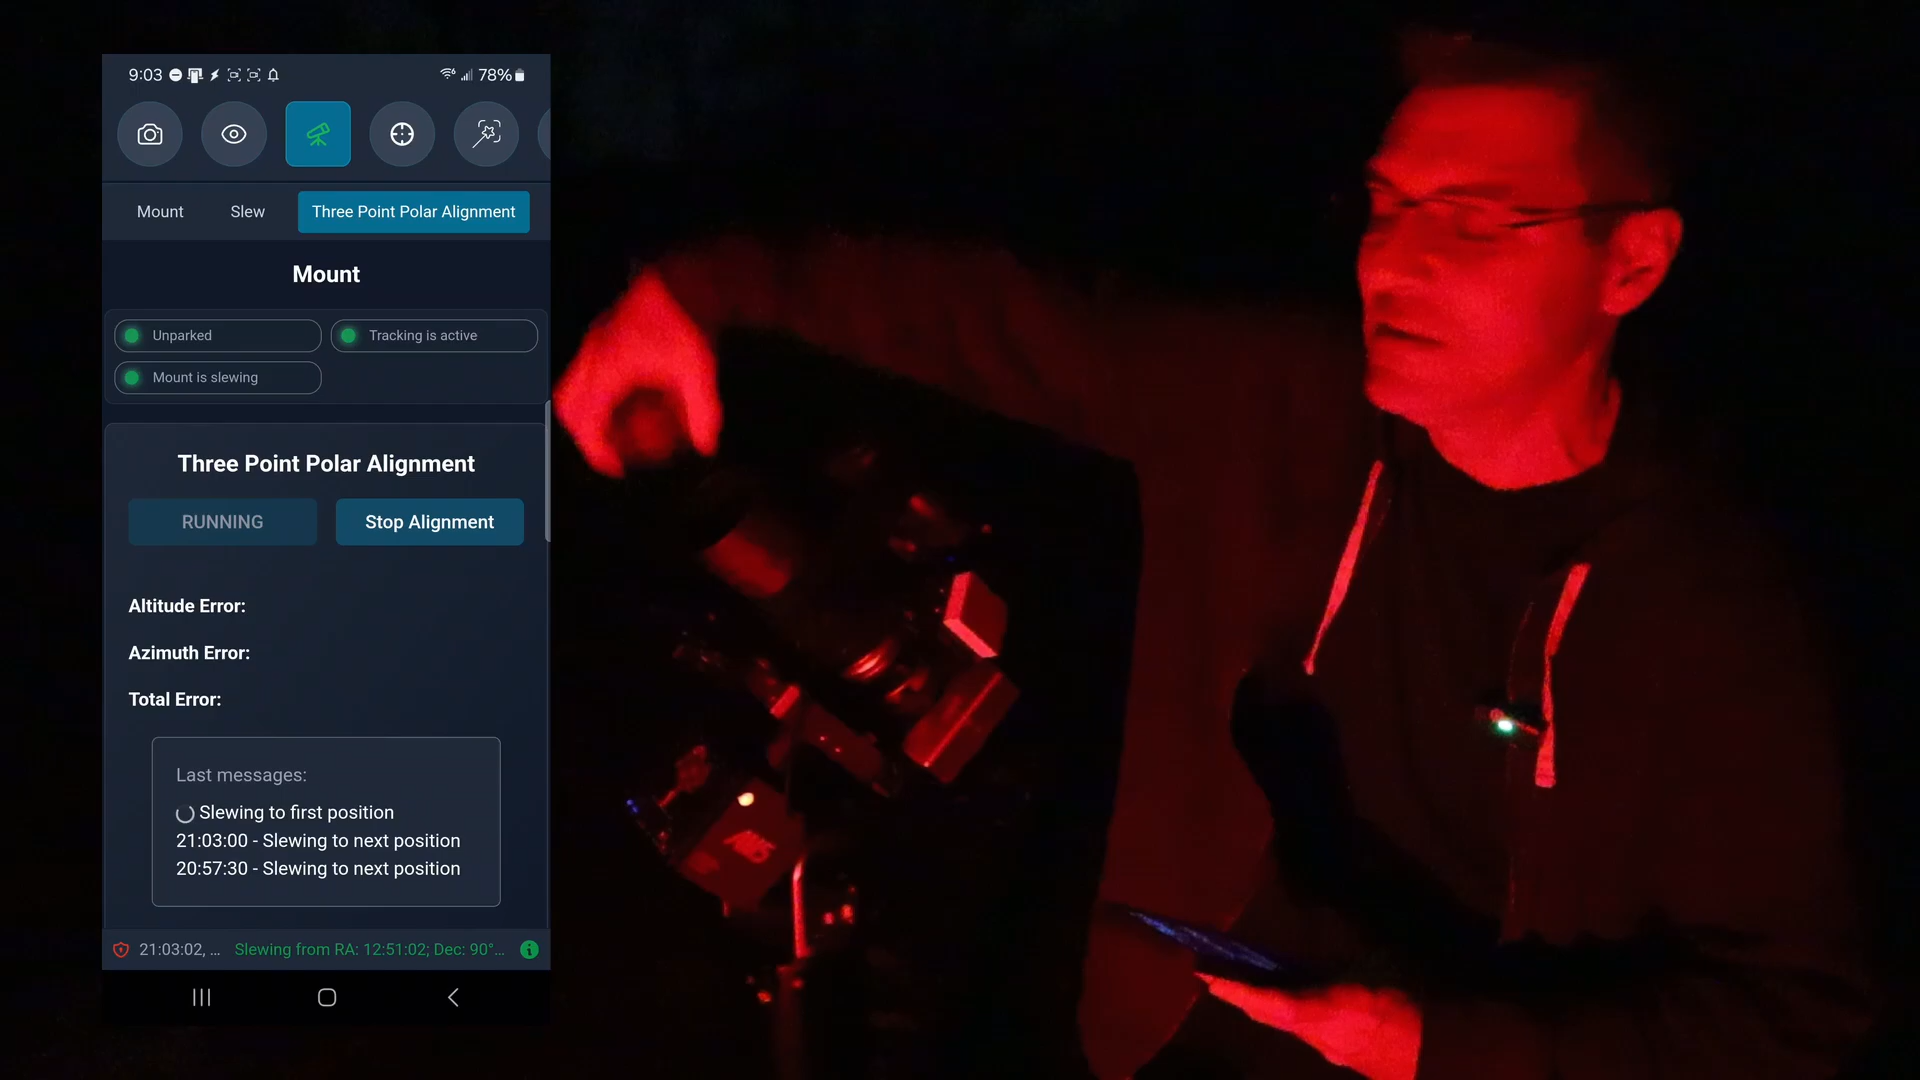 9:03
78%
Mount
Slew
Three Point Polar Alignment
Mount
Unparked
Tracking is active
Mount is slewing
Three Point Polar Alignment
RUNNING
Stop Alignment
Altitude Error:
Azimuth Error:
Total Error:
Last messages:
Slewing to first position
21:03:00 - Slewing to next position
20:57:30 - Slewing to next position
21:03:02, ...
Slewing from RA: 12:51:02; Dec: 90°...
AM5